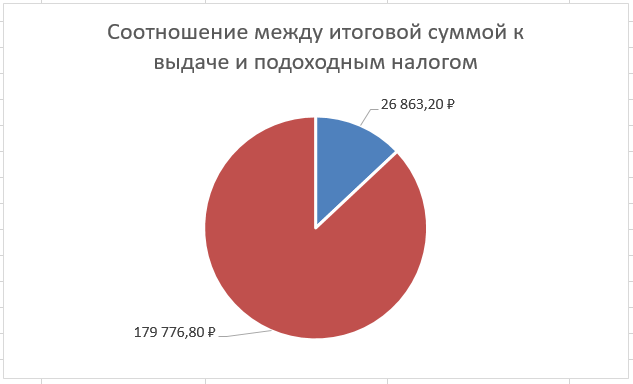 Соотношение между итоговой суммой к
выдаче и подоходным налогом
26 863,20 ₽
179 776,80 ₽